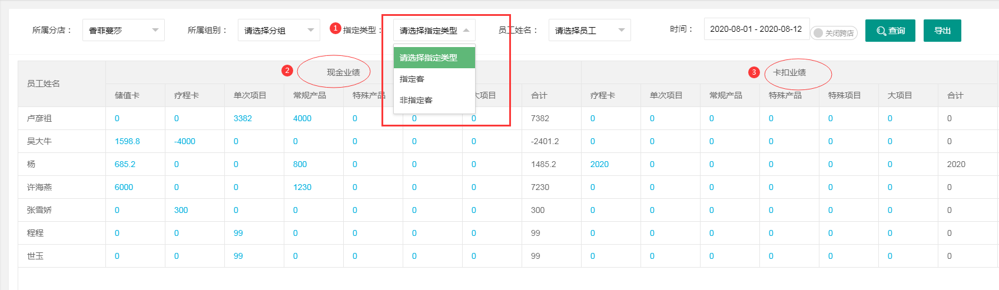 所属分店： 香菲蔓莎 所属组别： 请选择分组 1 指定类型： 请选择指定类型 员工姓名： 请选择员工 时间： 2020-08-01 - 2020-08-12 关闭跨店 查询 导出
请选择指定类型
指定客
非指定客
员工姓名 2 现金业绩 3 卡扣业绩
储值卡 疗程卡 单次项目 常规产品 特殊产品 大项目 合计 疗程卡 单次项目 常规产品 特殊产品 特殊项目 大项目 合计
卢彦祖 0 0 3382 4000 0 0 0 7382 0 0 0 0 0 0 0
吴大牛 1598.8 -4000 0 0 0 0 0 -2401.2 0 0 0 0 0 0 0
杨 685.2 0 0 800 0 0 0 1485.2 2020 0 0 0 0 0 2020
许海燕 6000 0 0 1230 0 0 0 7230 0 0 0 0 0 0 0
张雪娇 0 300 0 0 0 0 0 300 0 0 0 0 0 0 0
程程 0 0 99 0 0 0 0 99 0 0 0 0 0 0 0
世玉 0 0 99 0 0 0 0 99 0 0 0 0 0 0 0